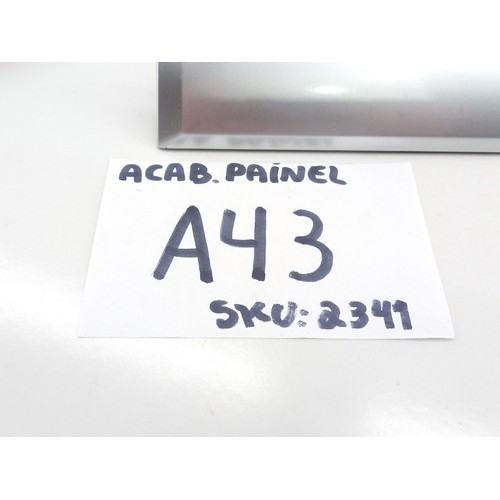 ACAB. PAINEL
A43
SKU: 2341